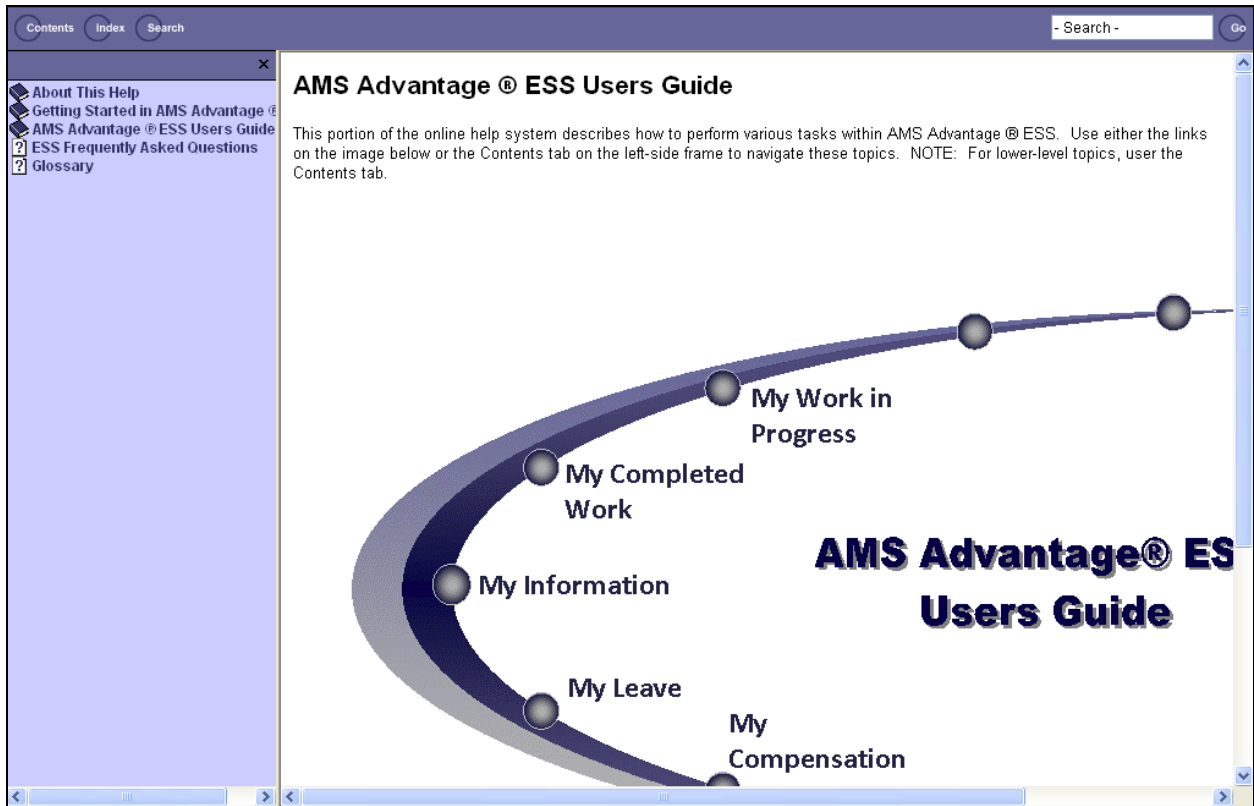 Contents Index Search - Search - Go
About This Help
Getting Started in AMS Advantage ®
AMS Advantage ® ESS Users Guide
ESS Frequently Asked Questions
Glossary
AMS Advantage ® ESS Users Guide
This portion of the online help system describes how to perform various tasks within AMS Advantage ® ESS. Use either the links
on the image below or the Contents tab on the left-side frame to navigate these topics. NOTE: For lower-level topics, user the
Contents tab.
My Work in
Progress
My Completed
Work
My Information
AMS Advantage® ES
Users Guide
My Leave
My
Compensation